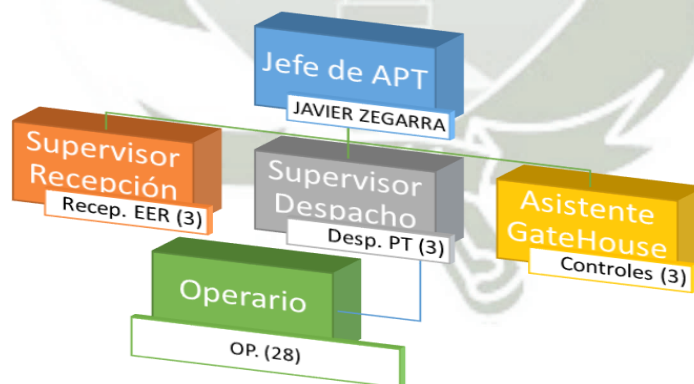 Jefe de APT
JAVIER ZEGARRA
Supervisor
Recepción
Recep. EER (3)
Supervisor
Despacho
Desp. PT (3)
Asistente
GateHouse
Controles (3)
Operario
OP. (28)